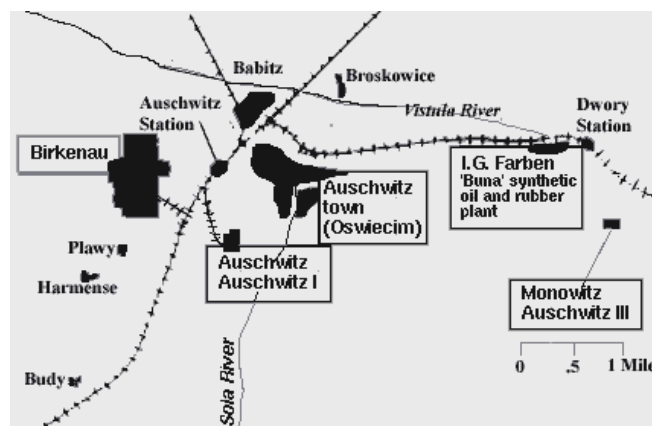 Babitz
Broskowice
Auschwitz
Station
Vistula River
Dwory
Station
Birkenau
I.G. Farben
'Buna' synthetic
oil and rubber
plant
Auschwitz
town
(Oswiecim)
Plawy
Harmense
Auschwitz
Auschwitz I
Monowitz
Auschwitz III
Budy
Sola River
0 .5 1 Mile